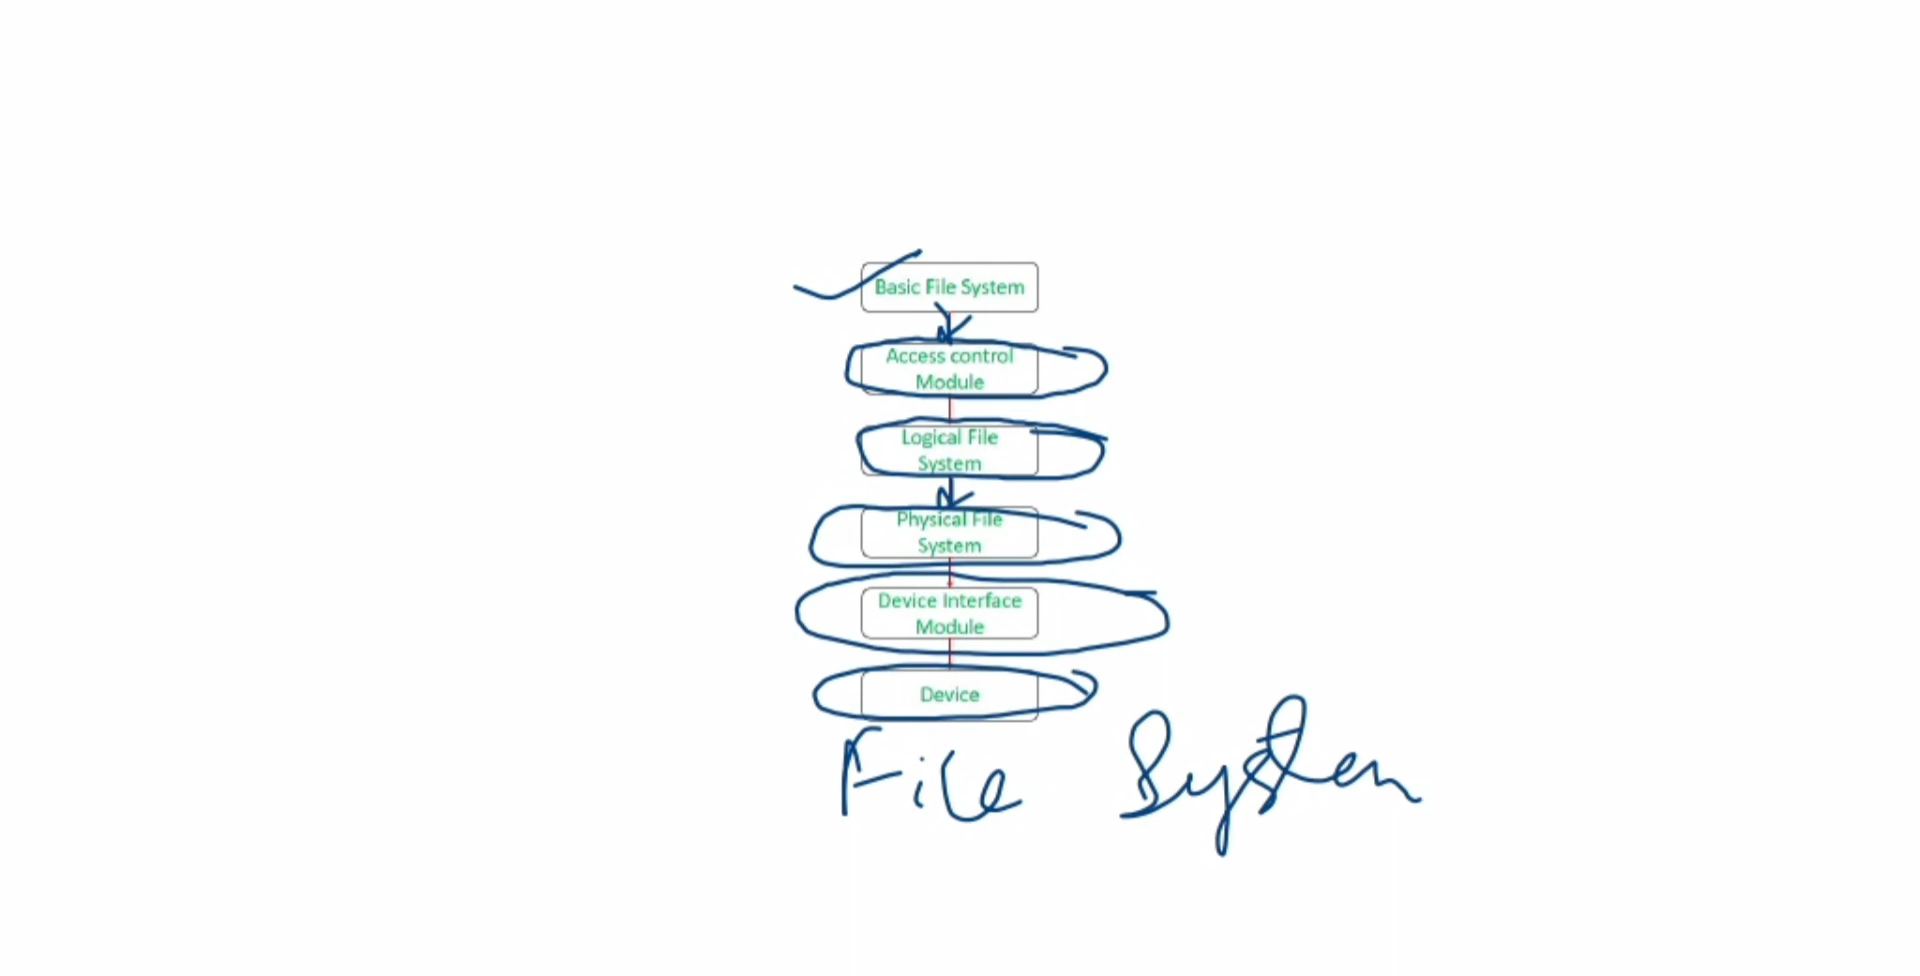 Basic File System
Access control
Module
Logical File
System
Physical File
System
Device Interface
Module
Device
File System